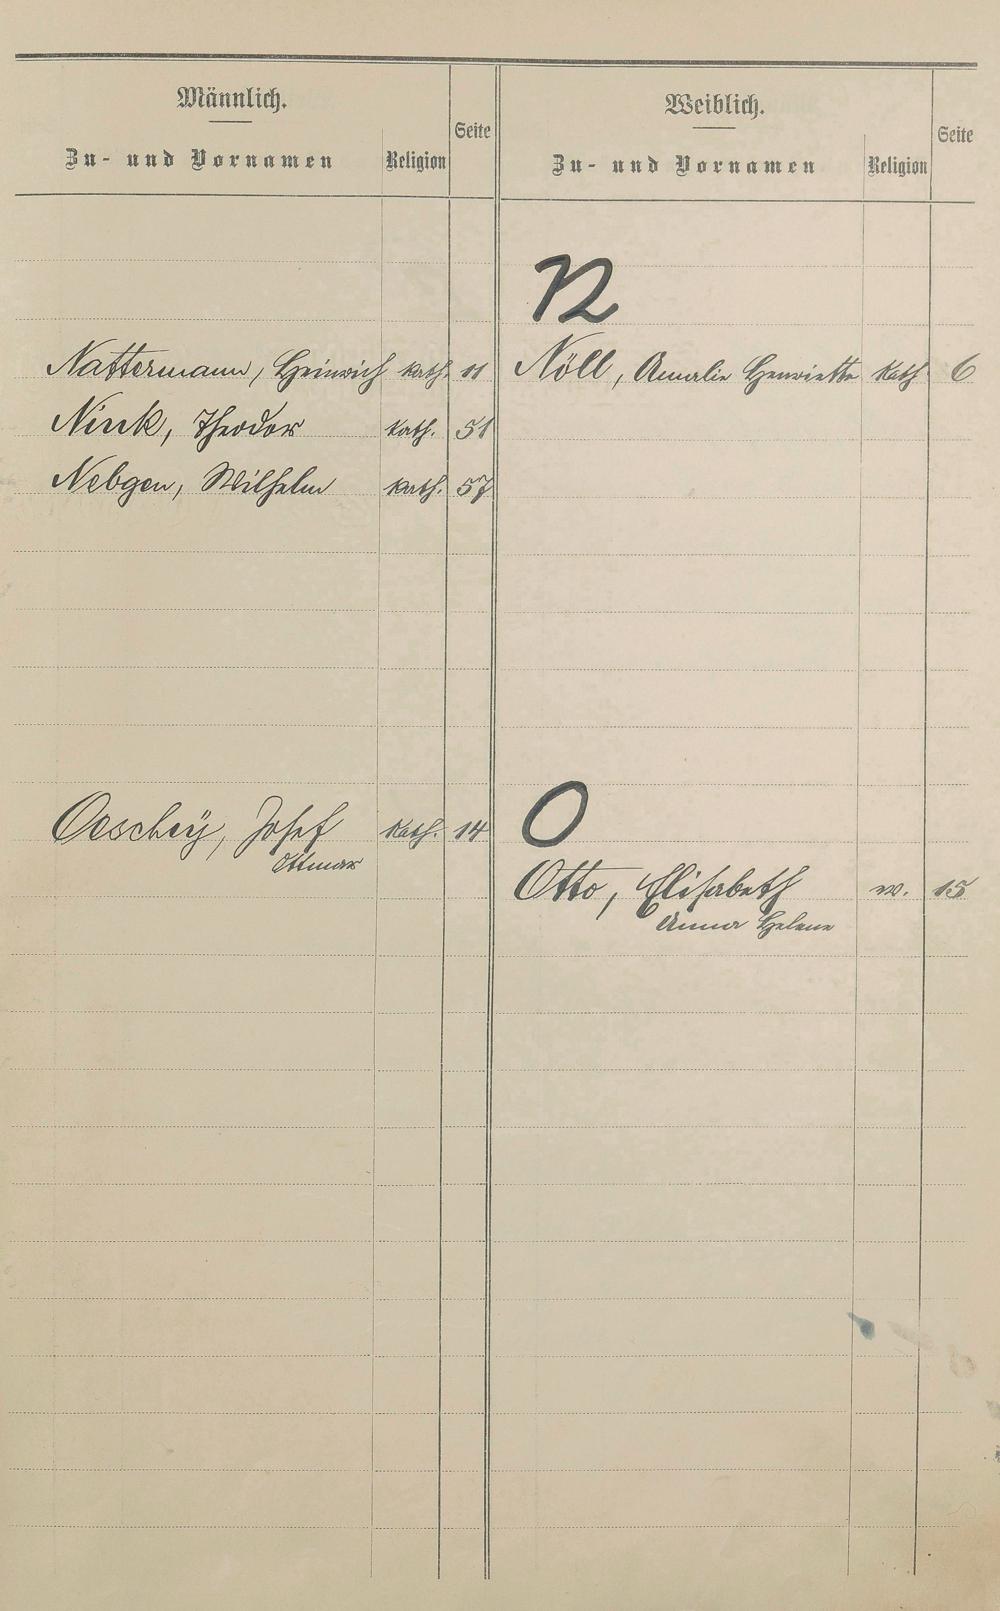 Männlich.
Zu- und Vornamen Religion Seite
Nattermann, Heinrich kath. 11
Nink, Theodor kath. 51
Nebgen, Wilhelm kath. 57
Oeschey, Josef kath. 14
Ottmar
Weiblich.
Zu- und Vornamen Religion Seite
N
Nöll, Amalie Henriette kath. 6
O
Otto, Elisabeth 15
Anna Helene